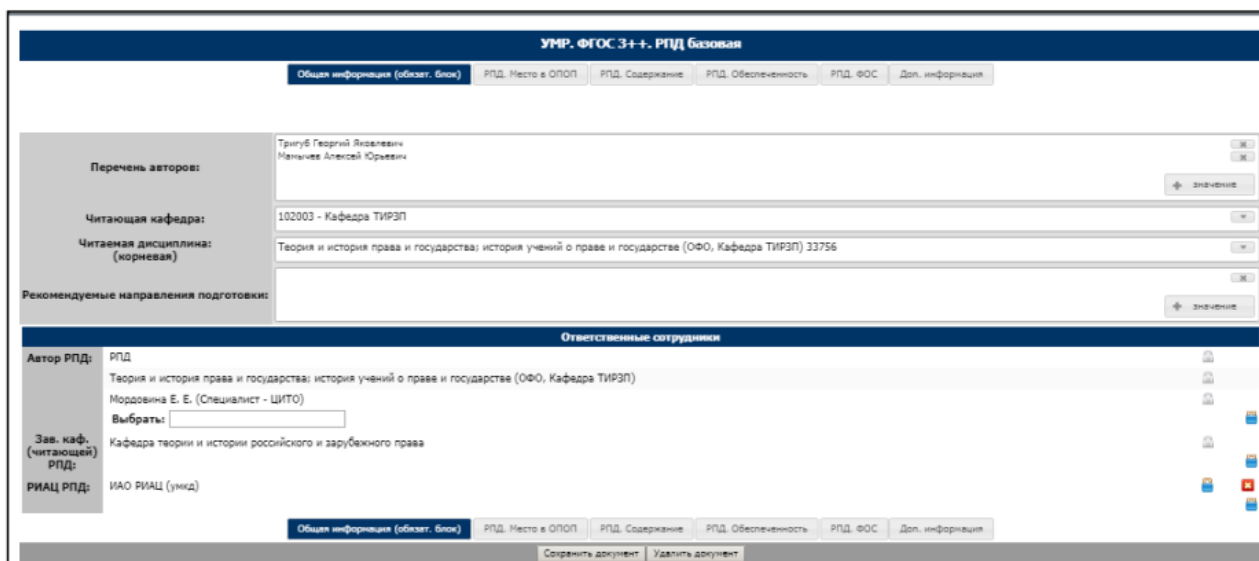 УМР. ФГОС 3++. РПД базовая
Общая информация (обязат. блок) РПД. Место в ОПОП РПД. Содержание РПД. Обеспеченность РПД. ФОС Доп. информация
Перечень авторов:
Тригуб Георгий Яковлевич
Мамычев Алексей Юрьевич
значение
Читающая кафедра: 102003 - Кафедра ТИРЗП
Читаемая дисциплина: (корневая) Теория и история права и государства; история учений о праве и государстве (ОФО, Кафедра ТИРЗП) 33756
Рекомендуемые направления подготовки:
значение
Ответственные сотрудники
Автор РПД: РПД
Теория и история права и государства; история учений о праве и государстве (ОФО, Кафедра ТИРЗП)
Мордовина Е. Е. (Специалист - ЦИТО)
Выбрать:
Зав. каф. (читающей) РПД: Кафедра теории и истории российского и зарубежного права
РИАЦ РПД: ИАО РИАЦ (умкд)
Общая информация (обязат. блок) РПД. Место в ОПОП РПД. Содержание РПД. Обеспеченность РПД. ФОС Доп. информация
Сохранить документ Удалить документ